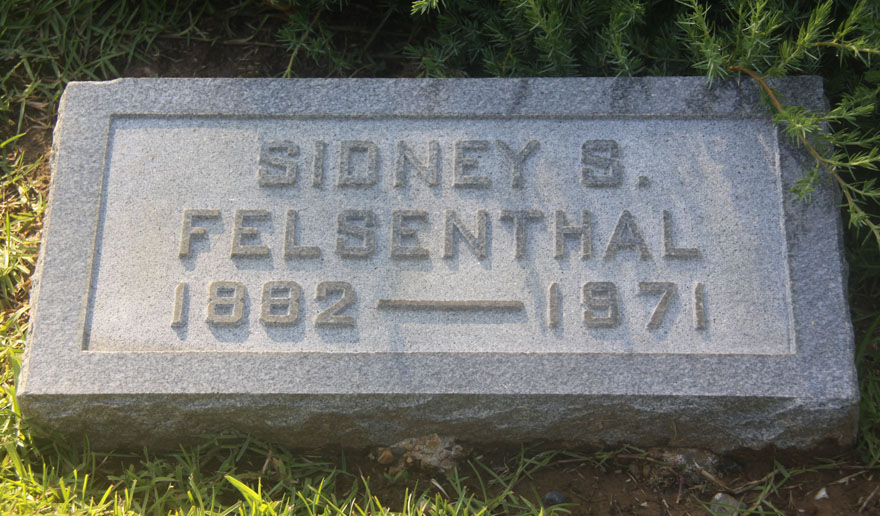 SIDNEY S.
FELSENTHAL
1882 — 1971